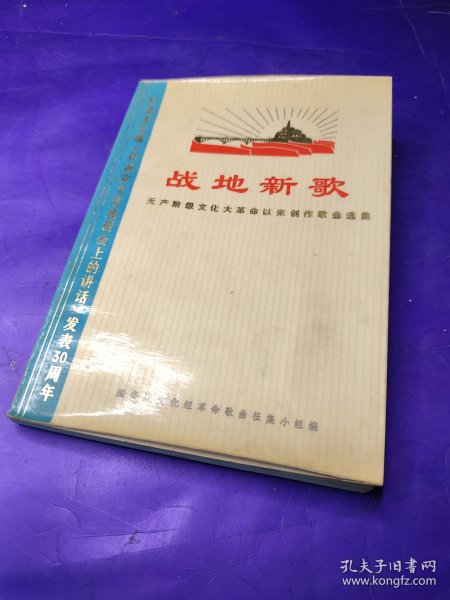 战地新歌
无产阶级文化大革命以来创作歌曲选集
上的讲话》发表30周年
国务院文化组革命歌曲征集小组编
孔夫子旧书网
www.kongfz.com